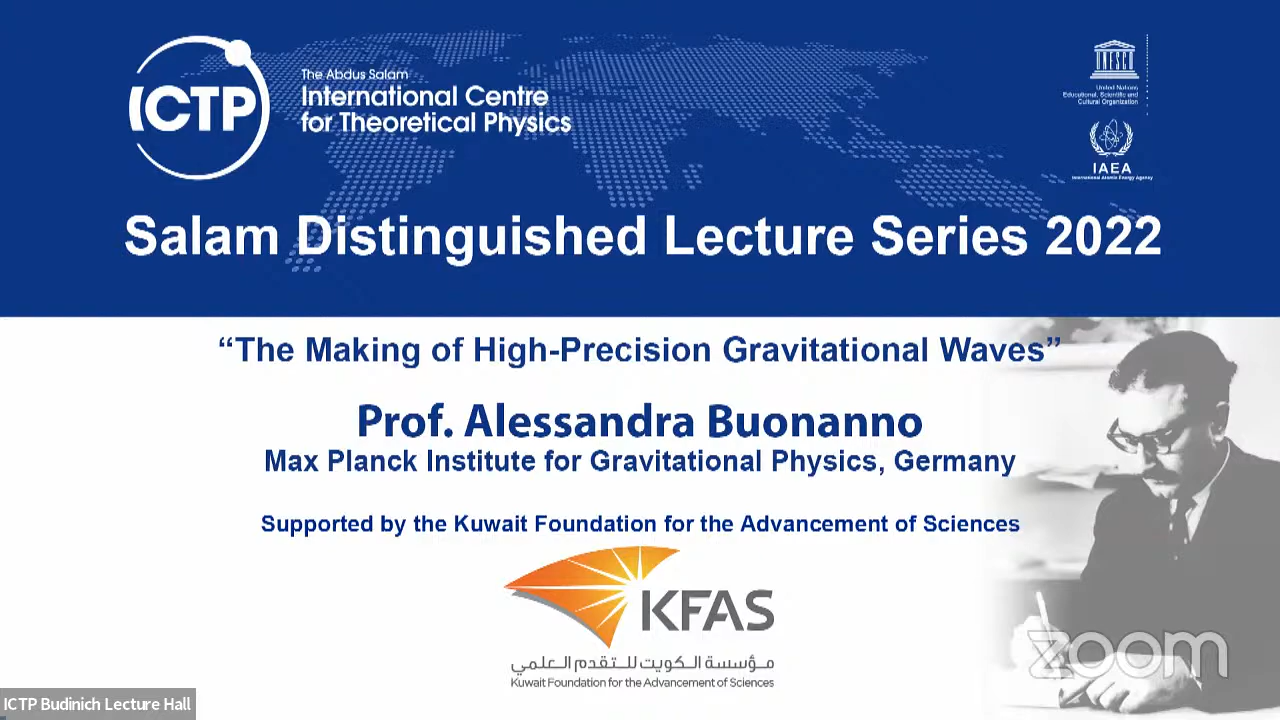 ICTP
The Abdus Salam
International Centre
for Theoretical Physics
UNESCO
United Nations
Educational, Scientific and
Cultural Organization
IAEA
International Atomic Energy Agency
Salam Distinguished Lecture Series 2022
“The Making of High-Precision Gravitational Waves”
Prof. Alessandra Buonanno
Max Planck Institute for Gravitational Physics, Germany
Supported by the Kuwait Foundation for the Advancement of Sciences
KFAS
مؤسسة الكويت للتقدم العلمي
Kuwait Foundation for the Advancement of Sciences
zoom
ICTP Budinich Lecture Hall